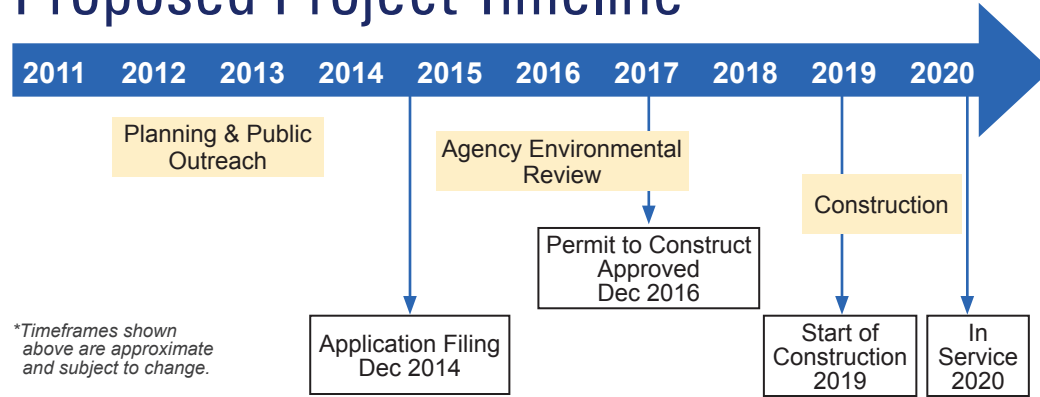 Proposed Project Timeline
2011 2012 2013 2014 2015 2016 2017 2018 2019 2020
Planning & Public
Outreach
Agency Environmental
Review
Construction
Permit to Construct
Approved
Dec 2016
Application Filing
Dec 2014
Start of
Construction
2019
In
Service
2020
*Timeframes shown
above are approximate
and subject to change.